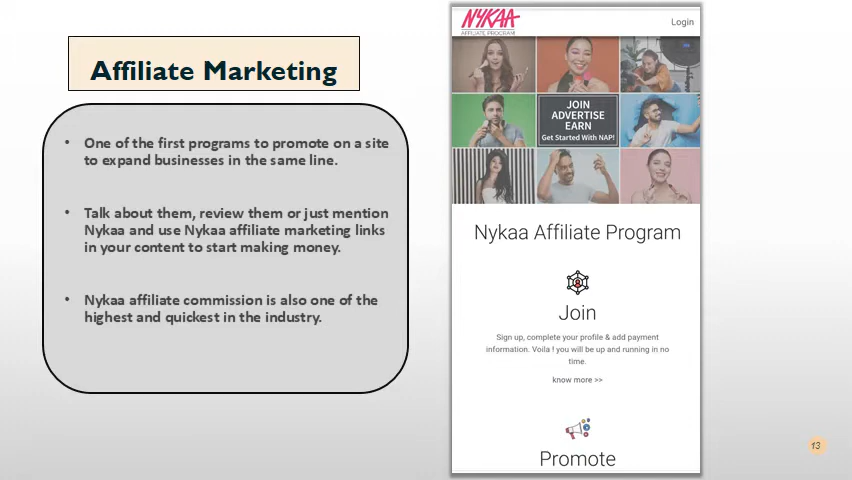 Affiliate Marketing
• One of the first programs to promote on a site
to expand businesses in the same line.
• Talk about them, review them or just mention
Nykaa and use Nykaa affiliate marketing links
in your content to start making money.
• Nykaa affiliate commission is also one of the
highest and quickest in the industry.
NYKAA
AFFILIATE PROGRAM
Login
JOIN
ADVERTISE
EARN
Get Started With NAP!
Nykaa Affiliate Program
Join
Sign up, complete your profile & add payment
information. Voila ! you will be up and running in no
time.
know more >>
Promote
13